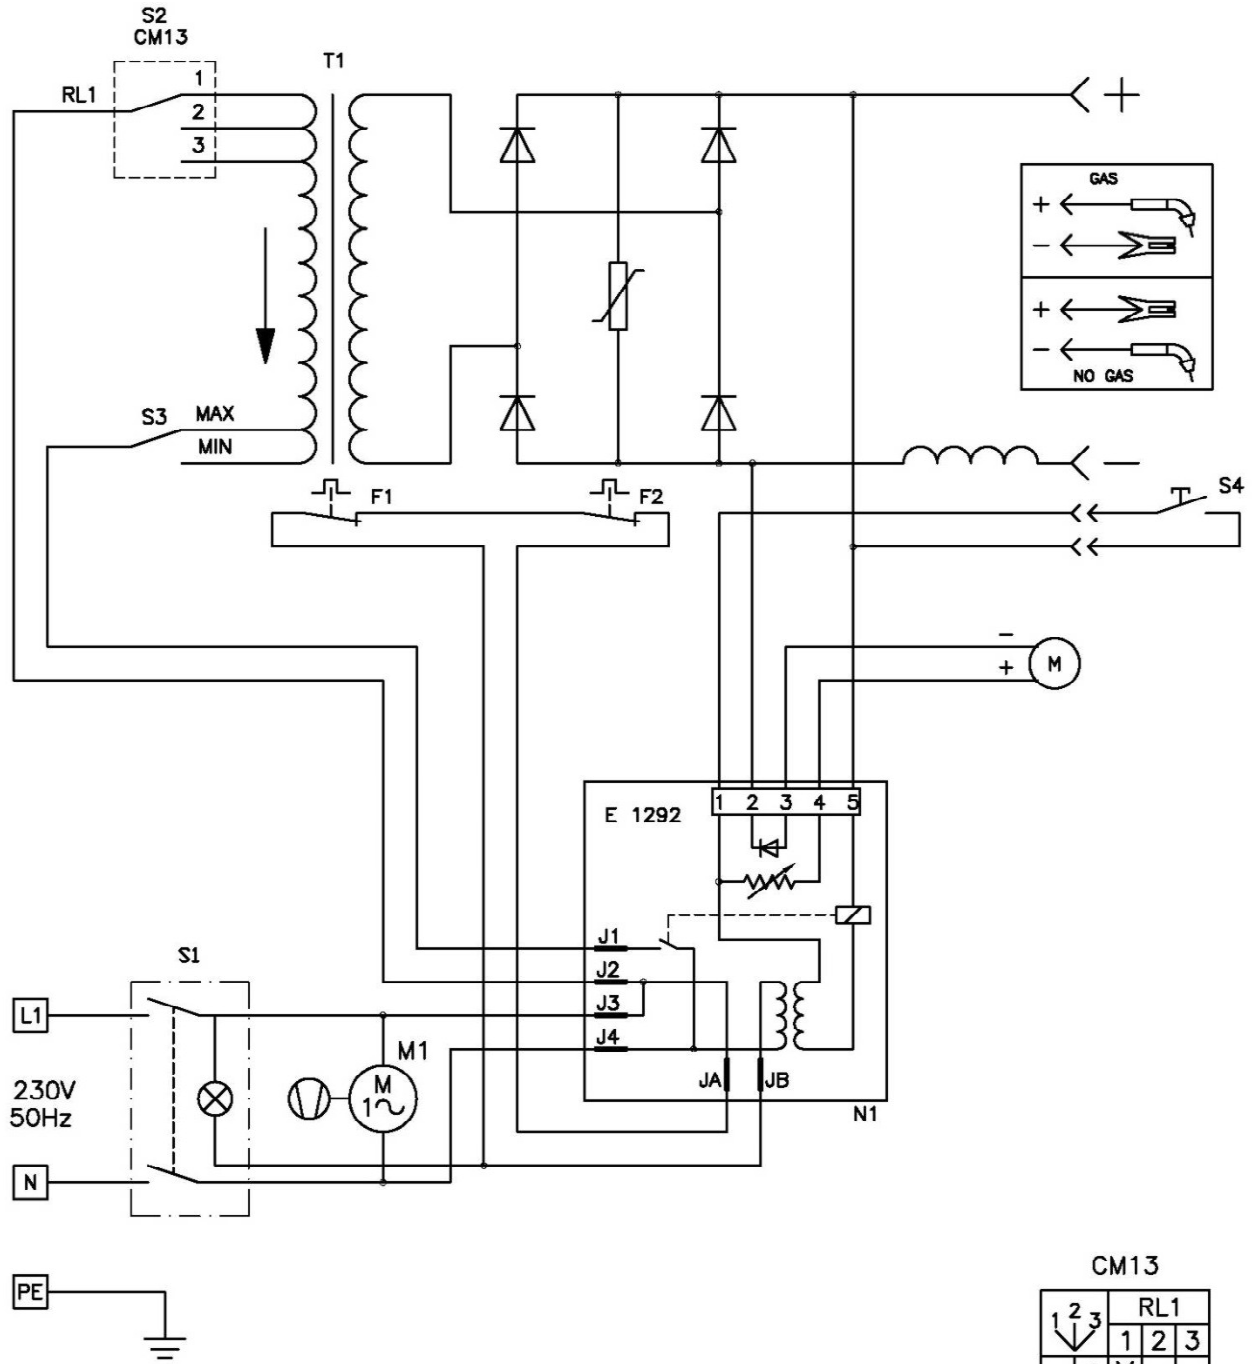 S2
CM13
T1
RL1
1
2
3
+
GAS
+
−
+
−
NO GAS
S3
MAX
MIN
F1
F2
−
S4
−
+
M
E 1292
1 2 3 4 5
J1
J2
J3
J4
JA
JB
N1
S1
L1
M1
M
1~
230V
50Hz
N
PE
CM13
1 2 3
RL1
1 2 3